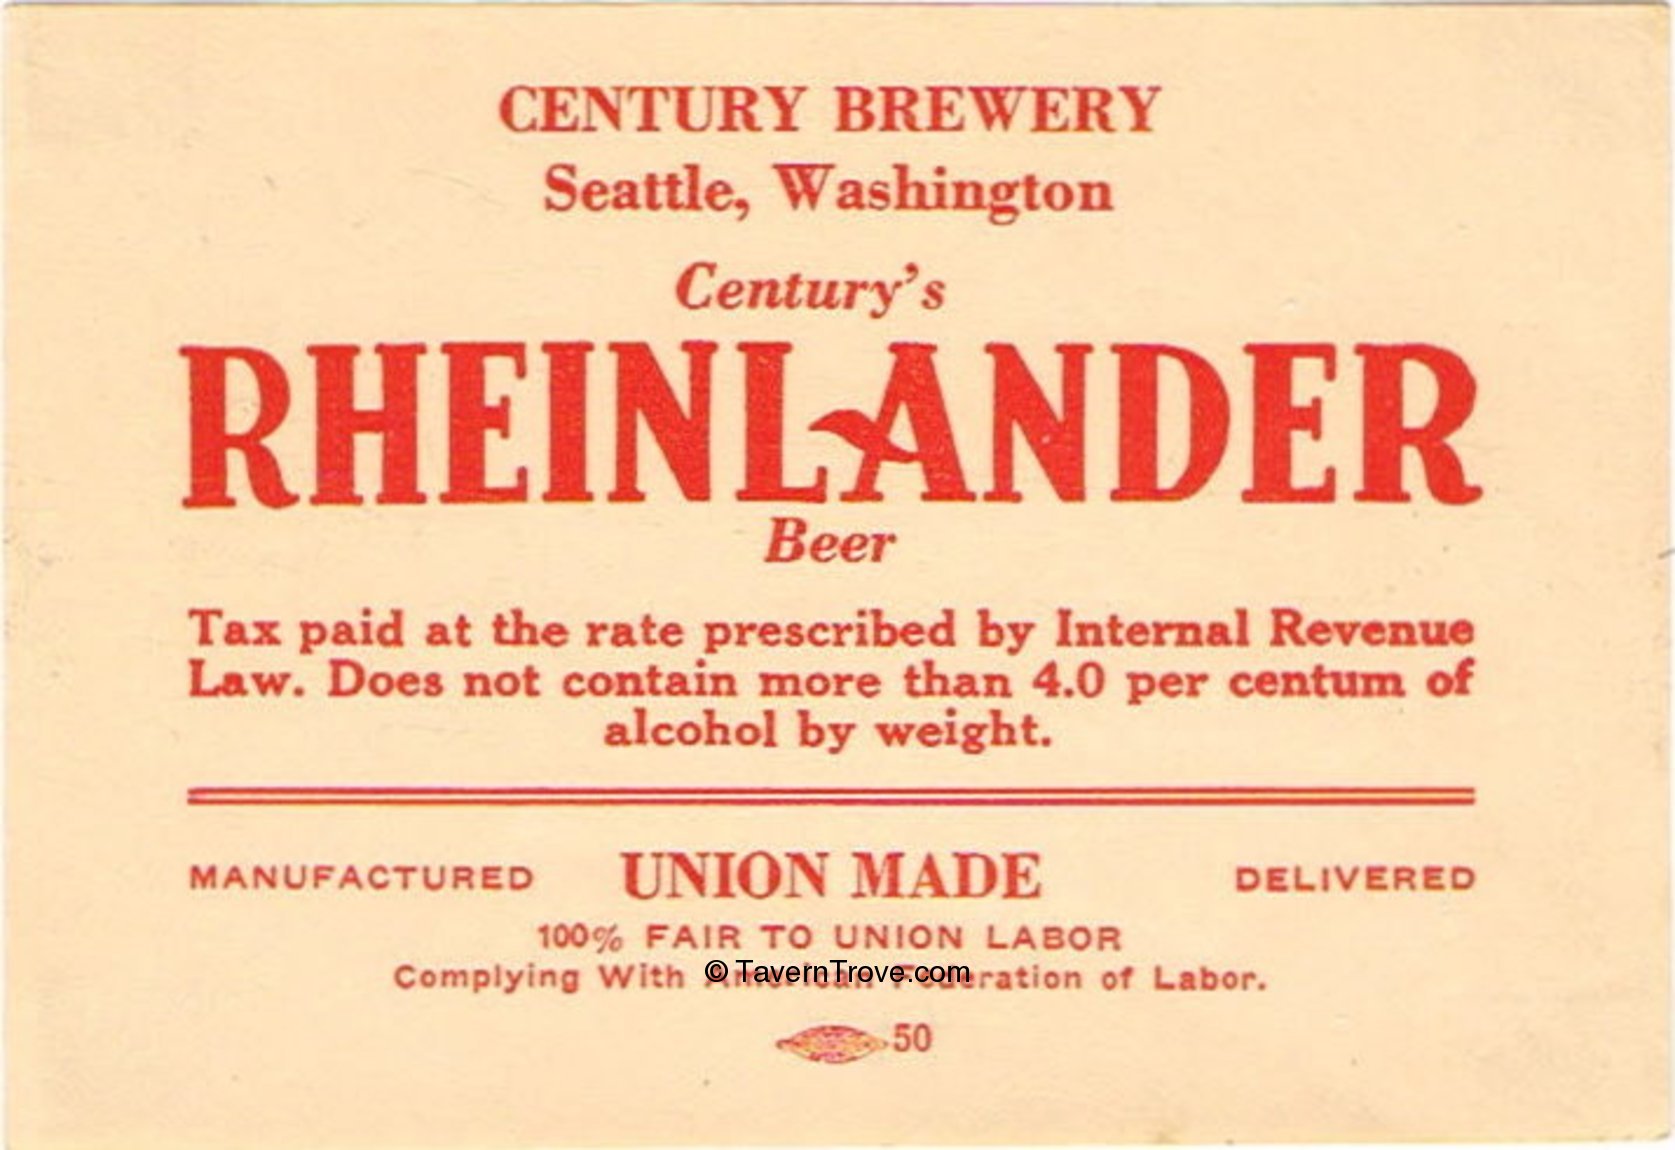 CENTURY BREWERY
Seattle, Washington
Century's
RHEINLANDER
Beer
Tax paid at the rate prescribed by Internal Revenue
Law. Does not contain more than 4.0 per centum of
alcohol by weight.
MANUFACTURED UNION MADE DELIVERED
100% FAIR TO UNION LABOR
Complying With American Federation of Labor.
© TavernTrove.com
50